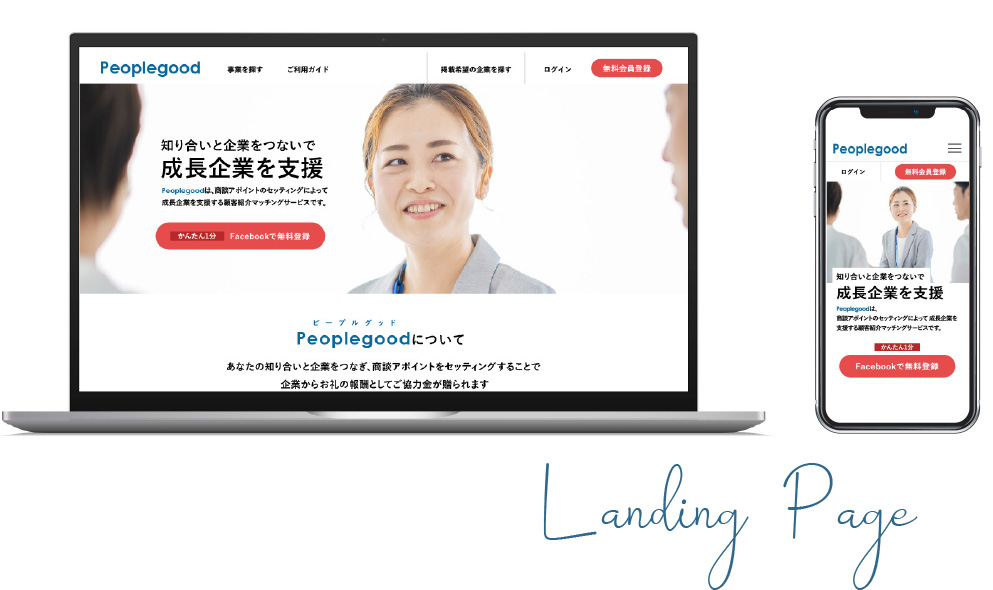 Peoplegood
事業を探す
ご利用ガイド
掲載希望の企業を探す
ログイン
無料会員登録
知り合いと企業をつないで
成長企業を支援
Peoplegoodは、商談アポイントのセッティングによって
成長企業を支援する顧客紹介マッチングサービスです。
かんたん1分 Facebookで無料登録
ピープルグッド
Peoplegoodについて
あなたの知り合いと企業をつなぎ、商談アポイントをセッティングすることで
企業からお礼の報酬としてご協力金が贈られます
Peoplegood
ログイン
無料会員登録
知り合いと企業をつないで
成長企業を支援
Peoplegoodは、
商談アポイントのセッティングによって 成長企業を
支援する顧客紹介マッチングサービスです。
かんたん1分
Facebookで無料登録
Landing Page